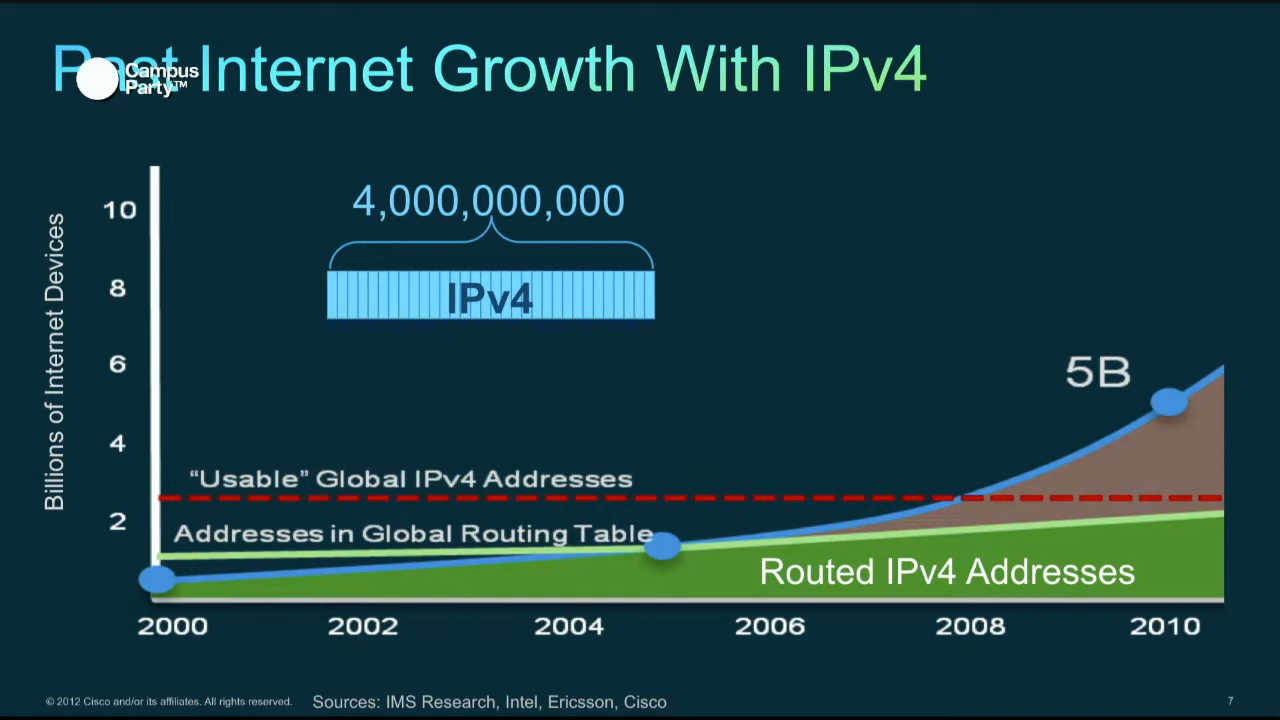 Past Internet Growth With IPv4
Campus
Party™
4,000,000,000
IPv4
Billions of Internet Devices
10
8
6
4
2
5B
“Usable” Global IPv4 Addresses
Addresses in Global Routing Table
Routed IPv4 Addresses
2000 2002 2004 2006 2008 2010
© 2012 Cisco and/or its affiliates. All rights reserved. Sources: IMS Research, Intel, Ericsson, Cisco 7